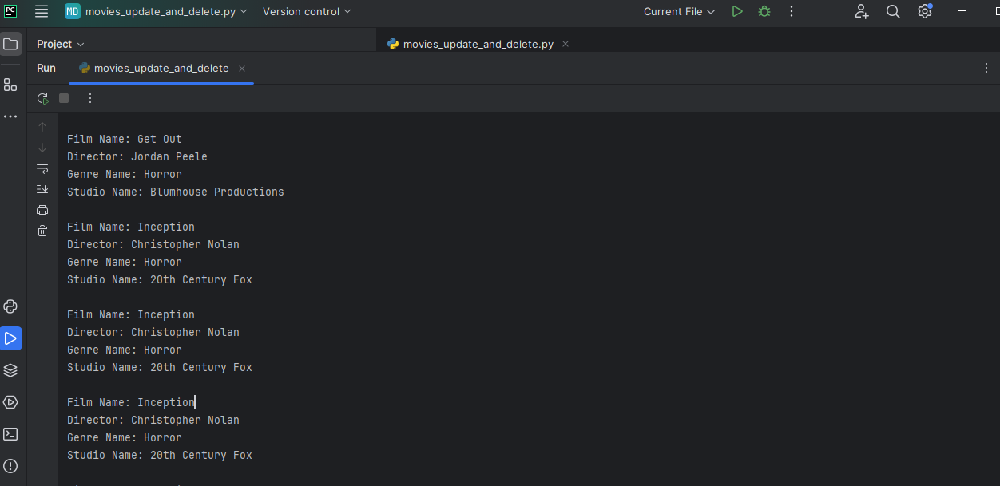 PC MD movies_update_and_delete.py Version control Current File
Project movies_update_and_delete.py
Run movies_update_and_delete
Film Name: Get Out
Director: Jordan Peele
Genre Name: Horror
Studio Name: Blumhouse Productions
Film Name: Inception
Director: Christopher Nolan
Genre Name: Horror
Studio Name: 20th Century Fox
Film Name: Inception
Director: Christopher Nolan
Genre Name: Horror
Studio Name: 20th Century Fox
Film Name: Inception
Director: Christopher Nolan
Genre Name: Horror
Studio Name: 20th Century Fox